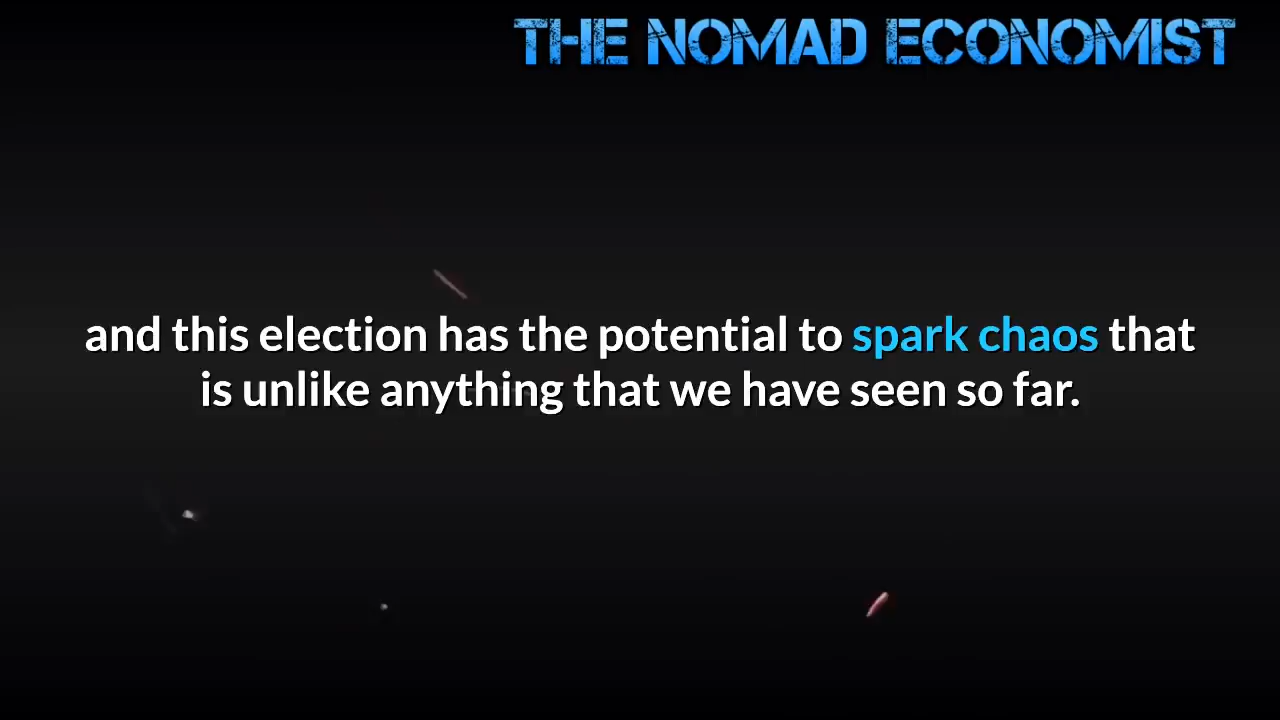 THE NOMAD ECONOMIST
and this election has the potential to spark chaos that
is unlike anything that we have seen so far.